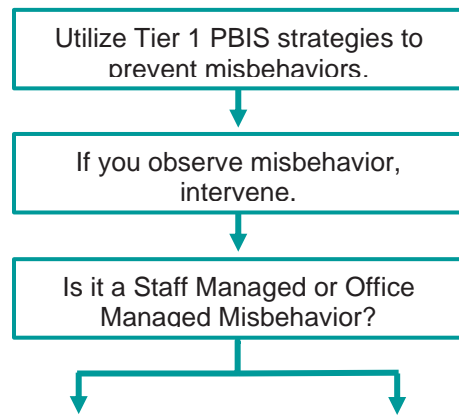 Utilize Tier 1 PBIS strategies to
prevent misbehaviors.
If you observe misbehavior,
intervene.
Is it a Staff Managed or Office
Managed Misbehavior?